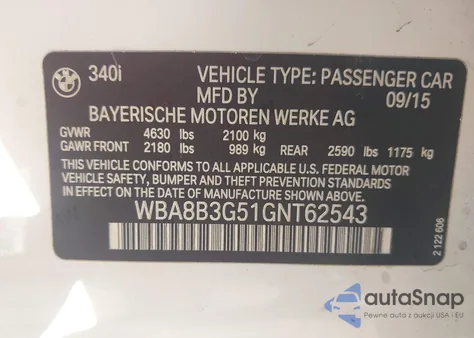 BMW 340i VEHICLE TYPE: PASSENGER CAR
MFD BY 09/15
BAYERISCHE MOTOREN WERKE AG
GVWR 4630 lbs 2100 kg
GAWR FRONT 2180 lbs 989 kg REAR 2590 lbs 1175 kg
THIS VEHICLE CONFORMS TO ALL APPLICABLE U.S. FEDERAL MOTOR
VEHICLE SAFETY, BUMPER, AND THEFT PREVENTION STANDARDS
IN EFFECT ON THE DATE OF MANUFACTURE SHOWN ABOVE.
WBA8B3G51GNT62543
2 122 606
autoSnap
Pewne auta z aukcji USA i EU